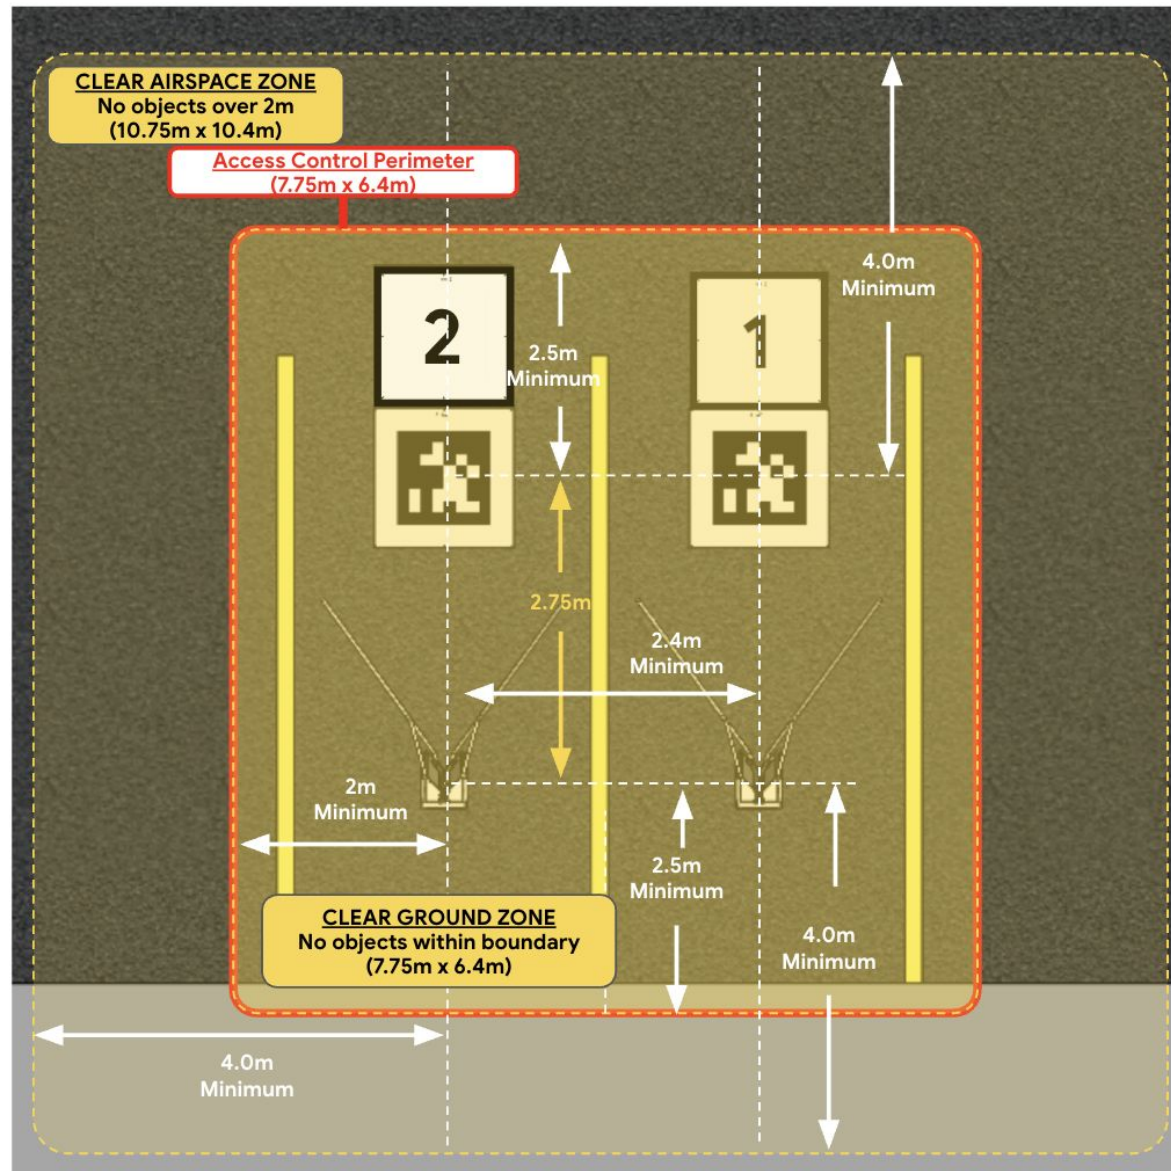 CLEAR AIRSPACE ZONE
No objects over 2m
(10.75m x 10.4m)
Access Control Perimeter
(7.75m x 6.4m)
4.0m
Minimum
2
1
2.5m
Minimum
2.75m
2.4m
Minimum
2m
Minimum
2.5m
Minimum
CLEAR GROUND ZONE
No objects within boundary
(7.75m x 6.4m)
4.0m
Minimum
4.0m
Minimum